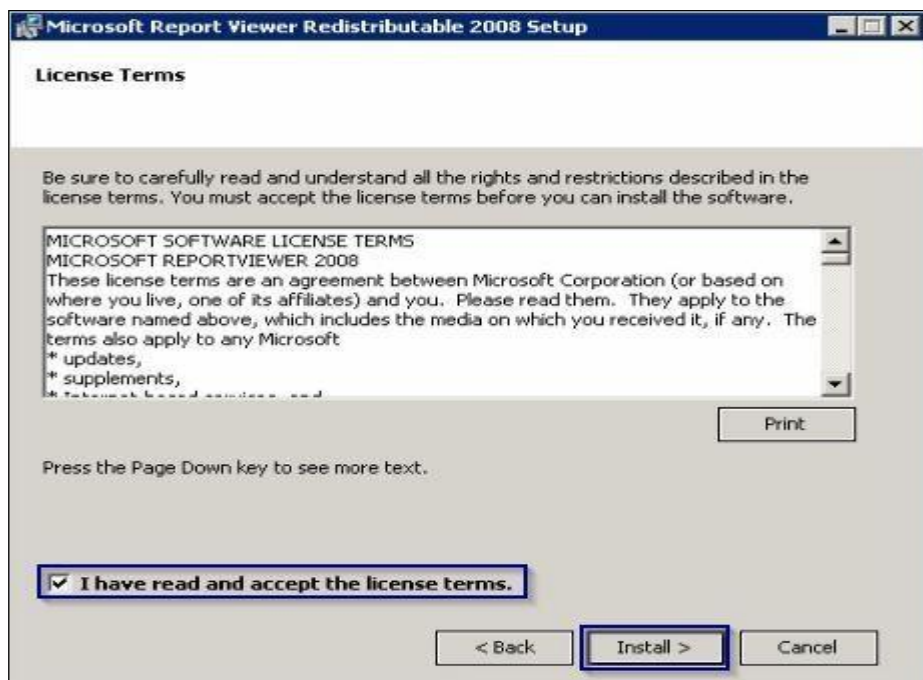 Microsoft Report Viewer Redistributable 2008 Setup
License Terms
Be sure to carefully read and understand all the rights and restrictions described in the
license terms. You must accept the license terms before you can install the software.
MICROSOFT SOFTWARE LICENSE TERMS
MICROSOFT REPORTVIEWER 2008
These license terms are an agreement between Microsoft Corporation (or based on
where you live, one of its affiliates) and you.  Please read them.  They apply to the
software named above, which includes the media on which you received it, if any.  The
terms also apply to any Microsoft
* updates,
* supplements,
Print
Press the Page Down key to see more text.
I have read and accept the license terms.
< Back
Install >
Cancel